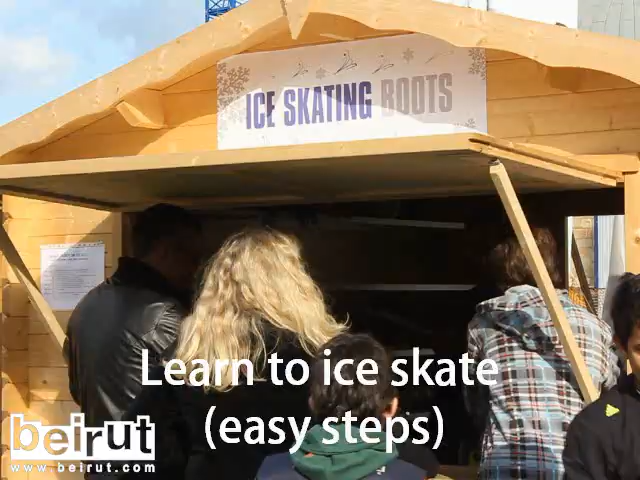 ICE SKATING BOOTS
Learn to ice skate
(easy steps)
beirut
www.beirut.com